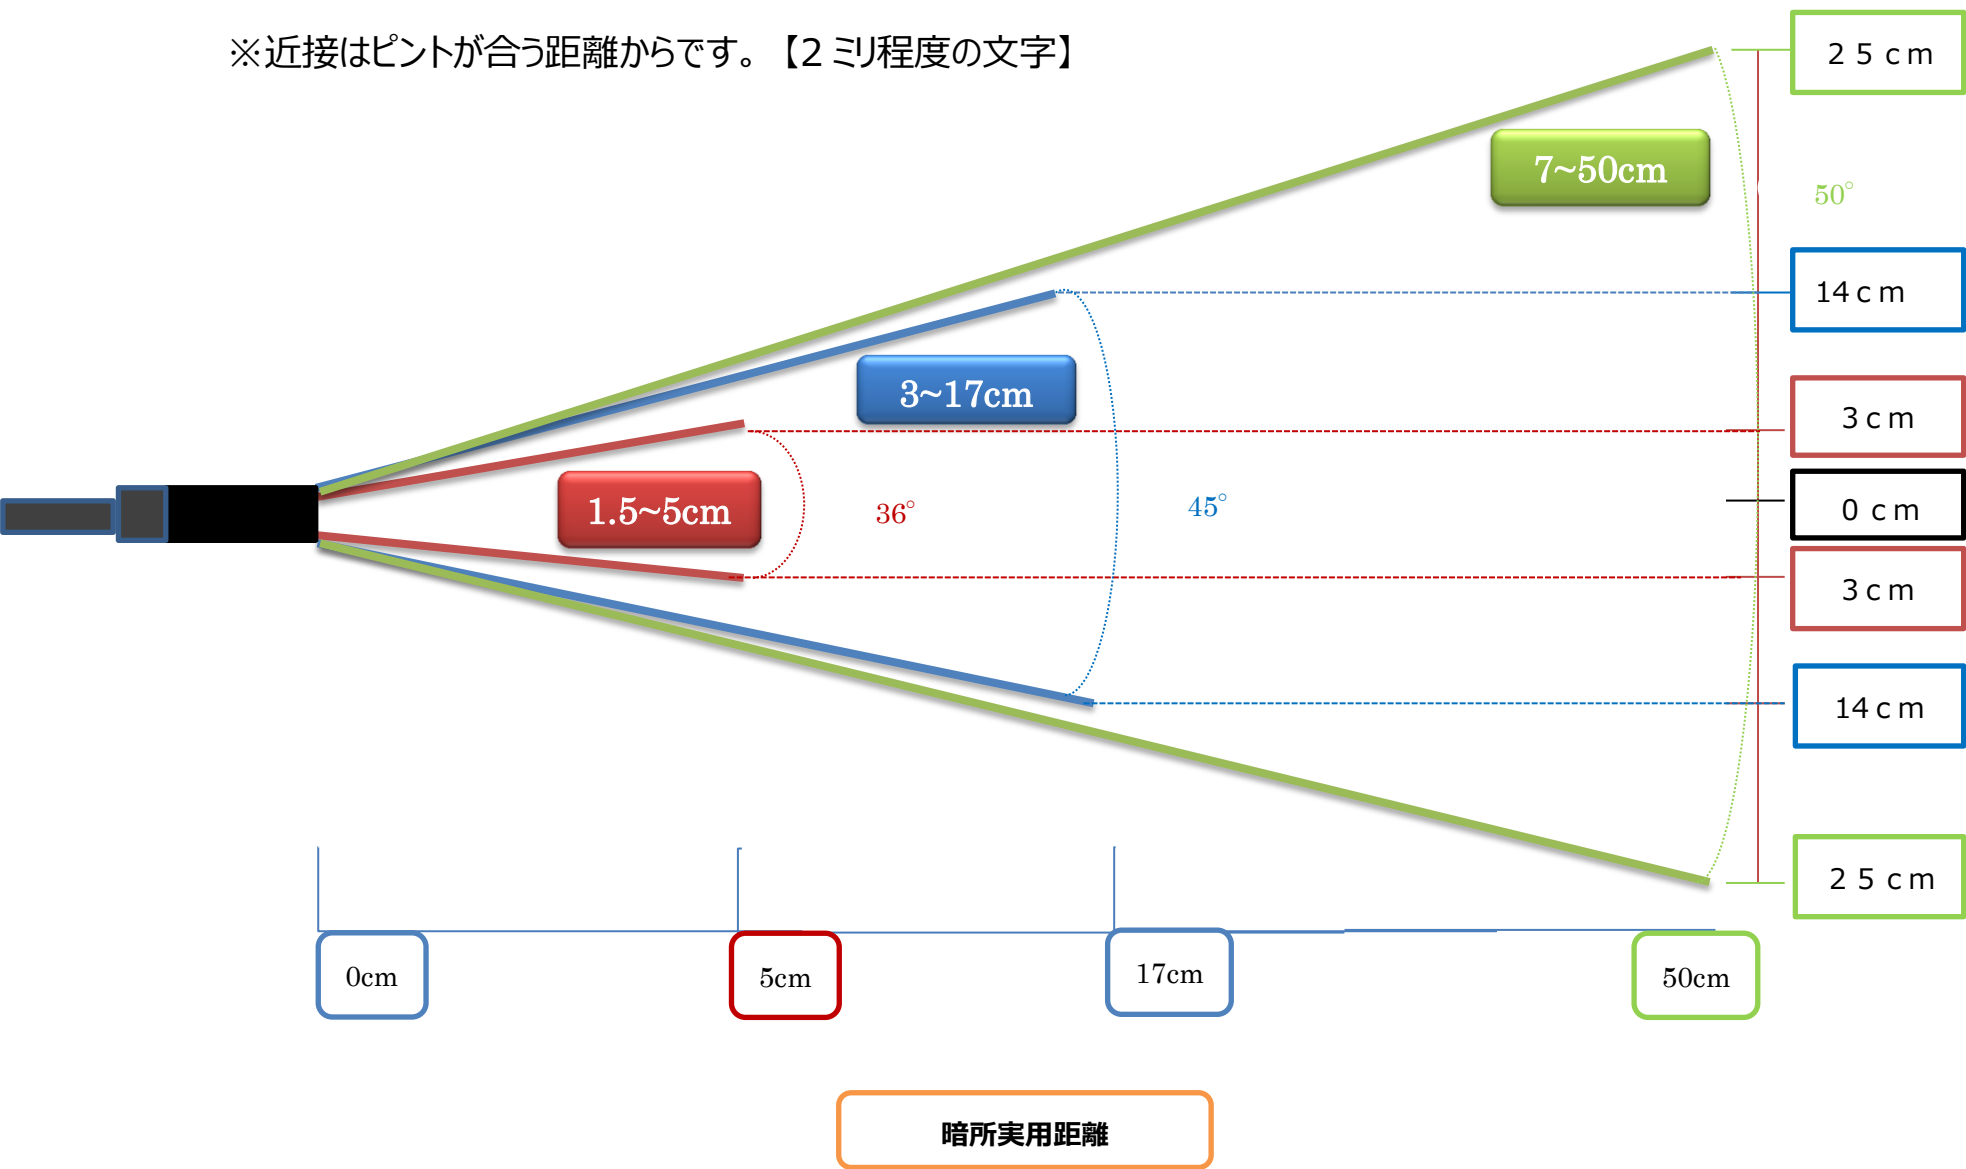 ※近接はピントが合う距離からです。【2 ミリ程度の文字】
２５ｃｍ
7~50cm
50°
14ｃｍ
3~17cm
3ｃｍ
1.5~5cm
36°
45°
０ｃｍ
3ｃｍ
14ｃｍ
２５ｃｍ
0cm
5cm
17cm
50cm
暗所実用距離